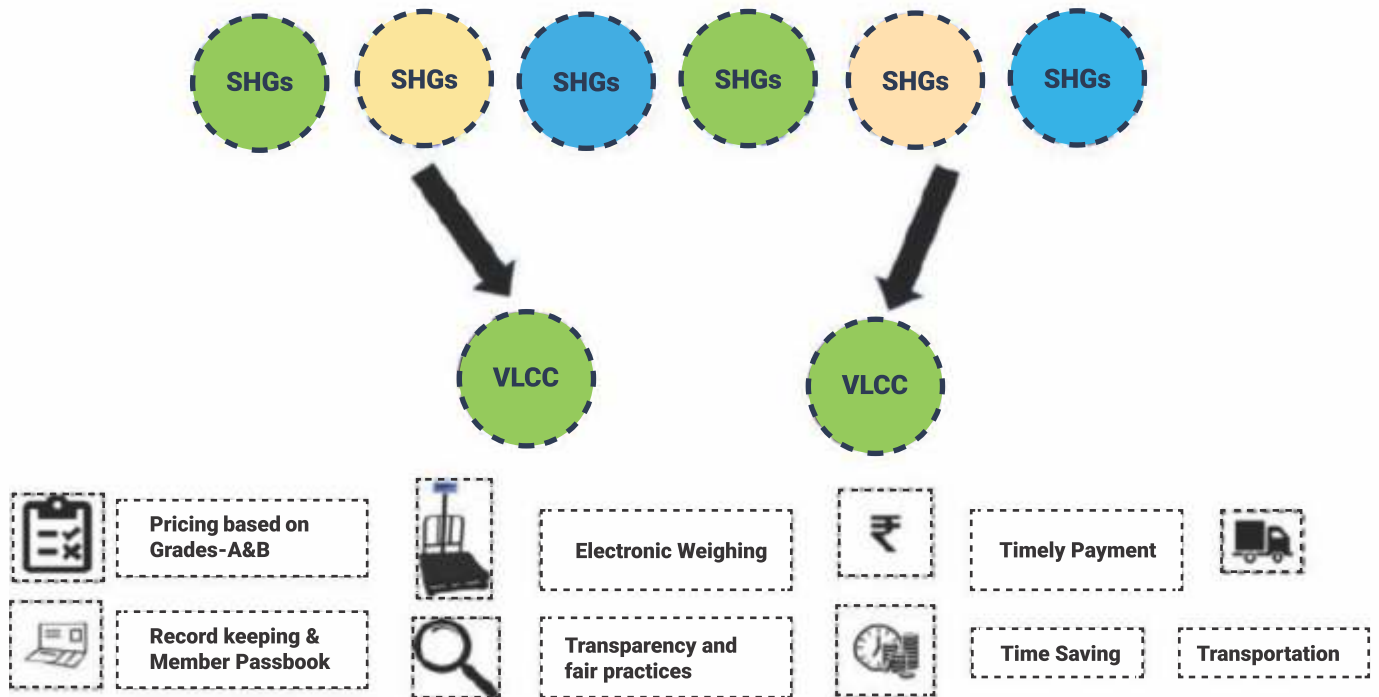 SHGs
SHGs
SHGs
SHGs
SHGs
SHGs
VLCC
VLCC
Pricing based on
Grades-A&B
Electronic Weighing
₹
Timely Payment
Record keeping &
Member Passbook
Transparency and
fair practices
Time Saving
Transportation